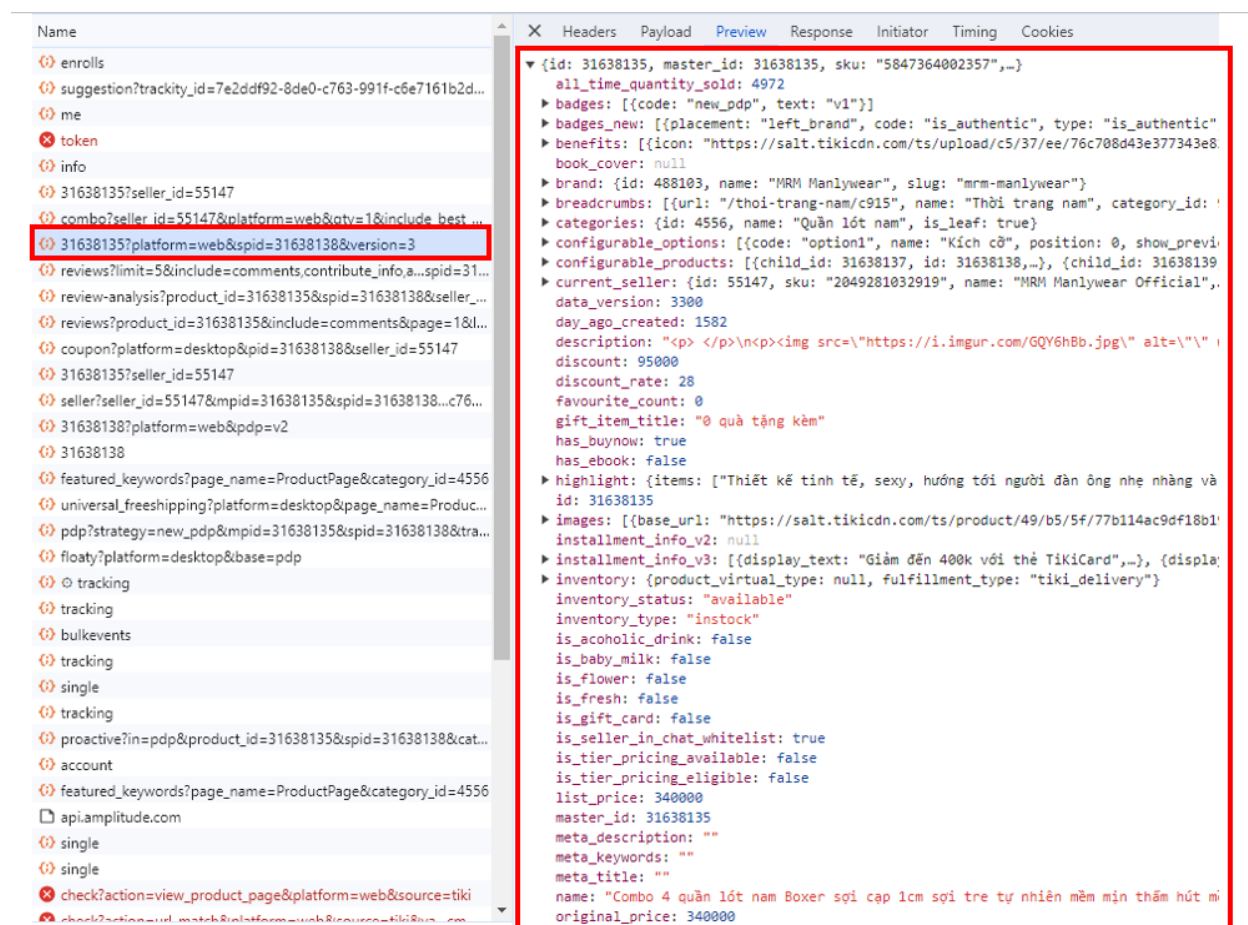 Name
enrolls
suggestion?trackity_id=7e2ddf92-8de0-c763-991f-c6e7161b2d...
me
token
info
31638135?seller_id=55147
combo?seller_id=55147&platform=web&qty=1&include_best_...
31638135?platform=web&spid=31638138&version=3
reviews?limit=5&include=comments,contribute_info,a...spid=31...
review-analysis?product_id=31638135&spid=31638138&seller_...
reviews?product_id=31638135&include=comments&page=1&l...
coupon?platform=desktop&pid=31638138&seller_id=55147
31638135?seller_id=55147
seller?seller_id=55147&mpid=31638135&spid=31638138...c76...
31638138?platform=web&pdp=v2
31638138
featured_keywords?page_name=ProductPage&category_id=4556
universal_freeshipping?platform=desktop&page_name=Produc...
pdp?strategy=new_pdp&mpid=31638135&spid=31638138&tra...
floaty?platform=desktop&base=pdp
tracking
tracking
bulkevents
tracking
single
tracking
proactive?in=pdp&product_id=31638135&spid=31638138&cat...
account
featured_keywords?page_name=ProductPage&category_id=4556
api.amplitude.com
single
single
check?action=view_product_page&platform=web&source=tiki
Headers Payload Preview Response Initiator Timing Cookies
{id: 31638135, master_id: 31638135, sku: "5847364002357",…}
all_time_quantity_sold: 4972
badges: [{code: "new_pdp", text: "v1"}]
badges_new: [{placement: "left_brand", code: "is_authentic", type: "is_authentic"
benefits: [{icon: "https://salt.tikicdn.com/ts/upload/c5/37/ee/76c708d43e377343e8
book_cover: null
brand: {id: 488103, name: "MRM Manlywear", slug: "mrm-manlywear"}
breadcrumbs: [{url: "/thoi-trang-nam/c915", name: "Thời trang nam", category_id:
categories: {id: 4556, name: "Quần lót nam", is_leaf: true}
configurable_options: [{code: "option1", name: "Kích cỡ", position: 0, show_previ
configurable_products: [{child_id: 31638137, id: 31638138,…}, {child_id: 31638139
current_seller: {id: 55147, sku: "2049281032919", name: "MRM Manlywear Official",
data_version: 3300
day_ago_created: 1582
description: "<p> </p>\n<p><img src=\"https://i.imgur.com/GQY6hBb.jpg\" alt=\"\"
discount: 95000
discount_rate: 28
favourite_count: 0
gift_item_title: "0 quà tặng kèm"
has_buynow: true
has_ebook: false
highlight: {items: ["Thiết kế tinh tế, sexy, hướng tới người đàn ông nhẹ nhàng và
id: 31638135
images: [{base_url: "https://salt.tikicdn.com/ts/product/49/b5/5f/77b114ac9df18b1
installment_info_v2: null
installment_info_v3: [{display_text: "Giảm đến 400k với thẻ TiKiCard",…}, {displa
inventory: {product_virtual_type: null, fulfillment_type: "tiki_delivery"}
inventory_status: "available"
inventory_type: "instock"
is_acoholic_drink: false
is_baby_milk: false
is_flower: false
is_fresh: false
is_gift_card: false
is_seller_in_chat_whitelist: true
is_tier_pricing_available: false
is_tier_pricing_eligible: false
list_price: 340000
master_id: 31638135
meta_description: ""
meta_keywords: ""
meta_title: ""
name: "Combo 4 quần lót nam Boxer sợi cạp 1cm sợi tre tự nhiên mềm mịn thấm hút
original_price: 340000